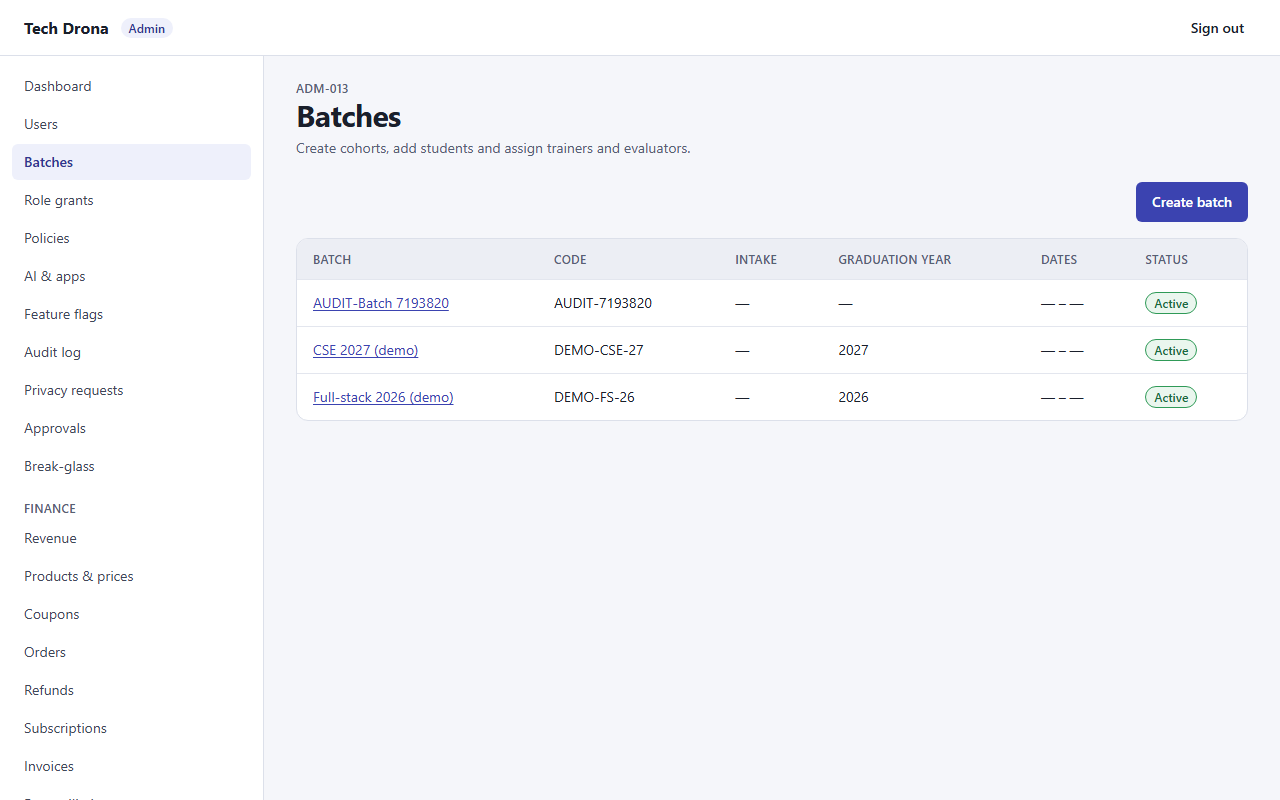 Tech Drona Admin Sign out
Dashboard
Users
Batches
Role grants
Policies
AI & apps
Feature flags
Audit log
Privacy requests
Approvals
Break-glass
FINANCE
Revenue
Products & prices
Coupons
Orders
Refunds
Subscriptions
Invoices
ADM-013
Batches
Create cohorts, add students and assign trainers and evaluators.
Create batch
BATCH CODE INTAKE GRADUATION YEAR DATES STATUS
AUDIT-Batch 7193820 AUDIT-7193820 — — — – — Active
CSE 2027 (demo) DEMO-CSE-27 — 2027 — – — Active
Full-stack 2026 (demo) DEMO-FS-26 — 2026 — – — Active